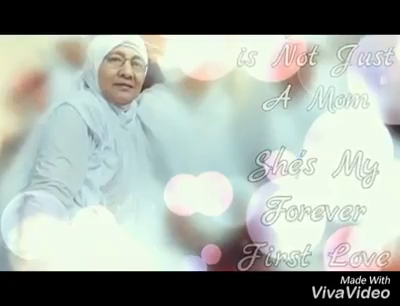 is Not Just
A Mom
She's My
Forever
First Love
Made With
VivaVideo